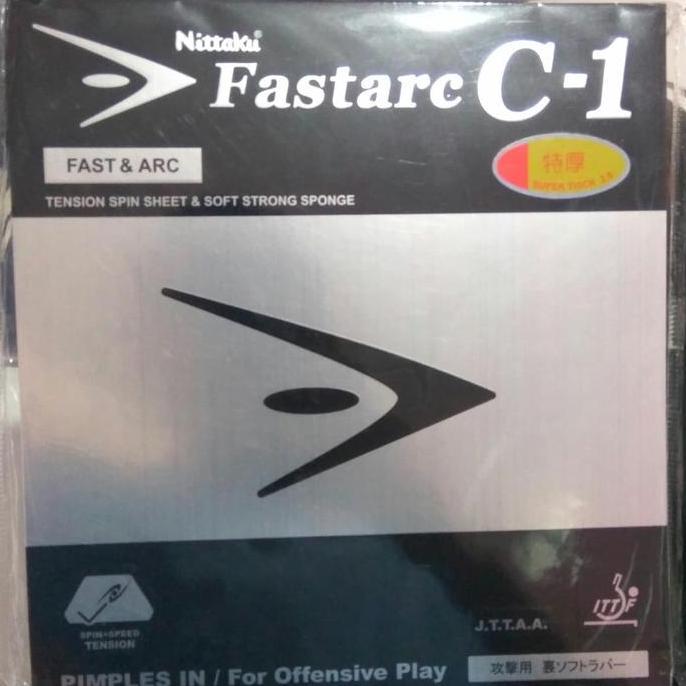 Nittaku®
Fastarc C-1
FAST & ARC
特厚
TENSION SPIN SHEET & SOFT STRONG SPONGE
SPIN+SPEED
TENSION
J.T.T.A.A.
ITTF
PIMPLES IN / For Offensive Play
攻撃用 裏ソフトラバー